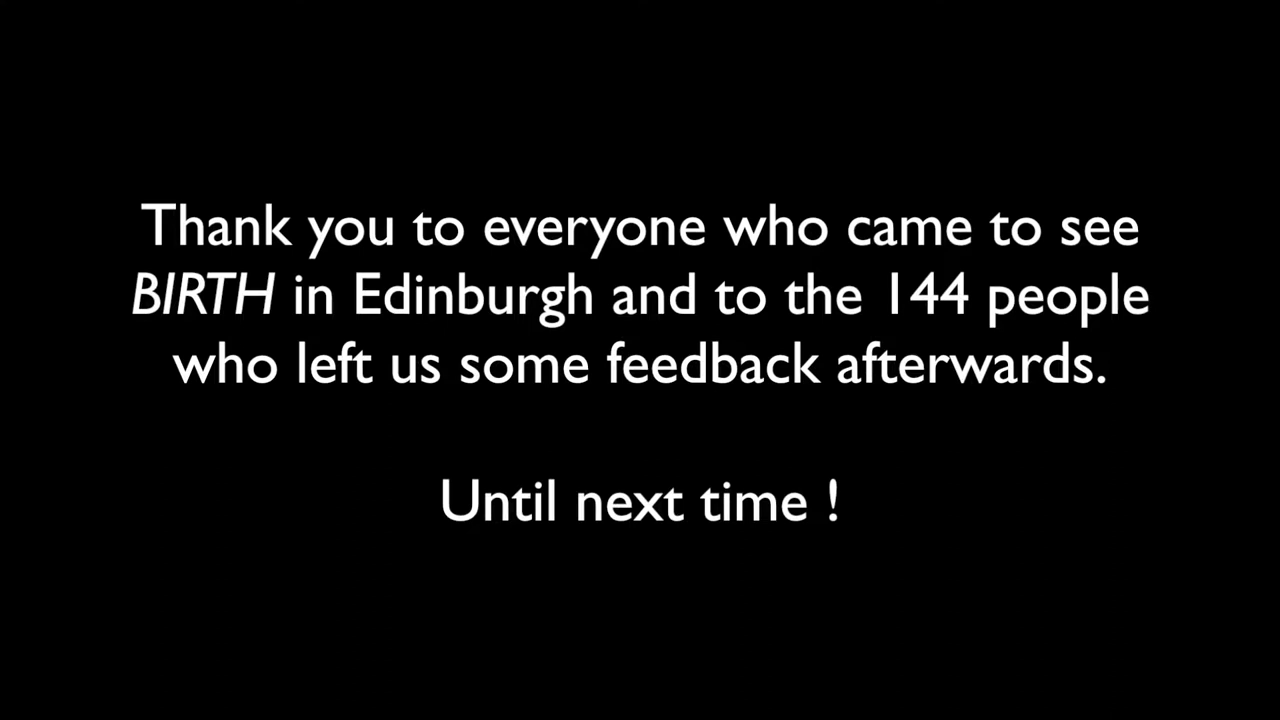 Thank you to everyone who came to see
BIRTH in Edinburgh and to the 144 people
who left us some feedback afterwards.
Until next time !